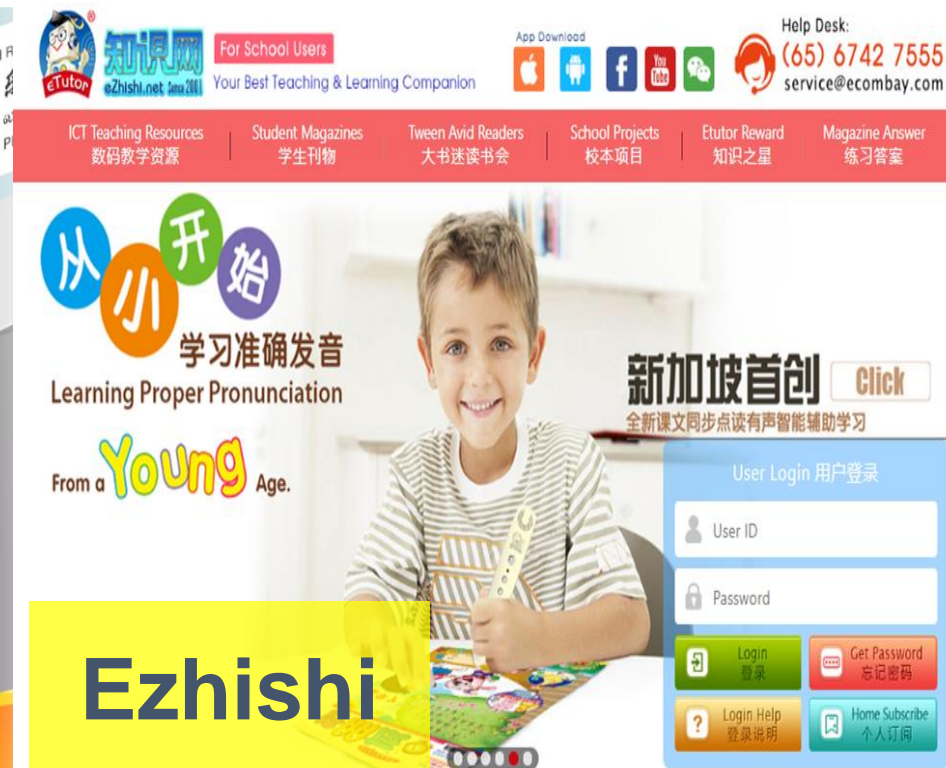 知识网
eTutor
eZhishi.net Since 2001
For School Users
Your Best Teaching & Learning Companion
App Download
You
Tube
Help Desk:
(65) 6742 7555
service@ecombay.com
ICT Teaching Resources
数码教学资源
Student Magazines
学生刊物
Tween Avid Readers
大书迷读书会
School Projects
校本项目
Etutor Reward
知识之星
Magazine Answer
练习答案
从小开始
学习准确发音
Learning Proper Pronunciation
From a Young Age.
新加坡首创
Click
全新课文同步点读有声智能辅助学习
User Login 用户登录
User ID
Password
Login
登录
Get Password
忘记密码
Login Help
登录说明
Home Subscribe
个人订阅
Ezhishi